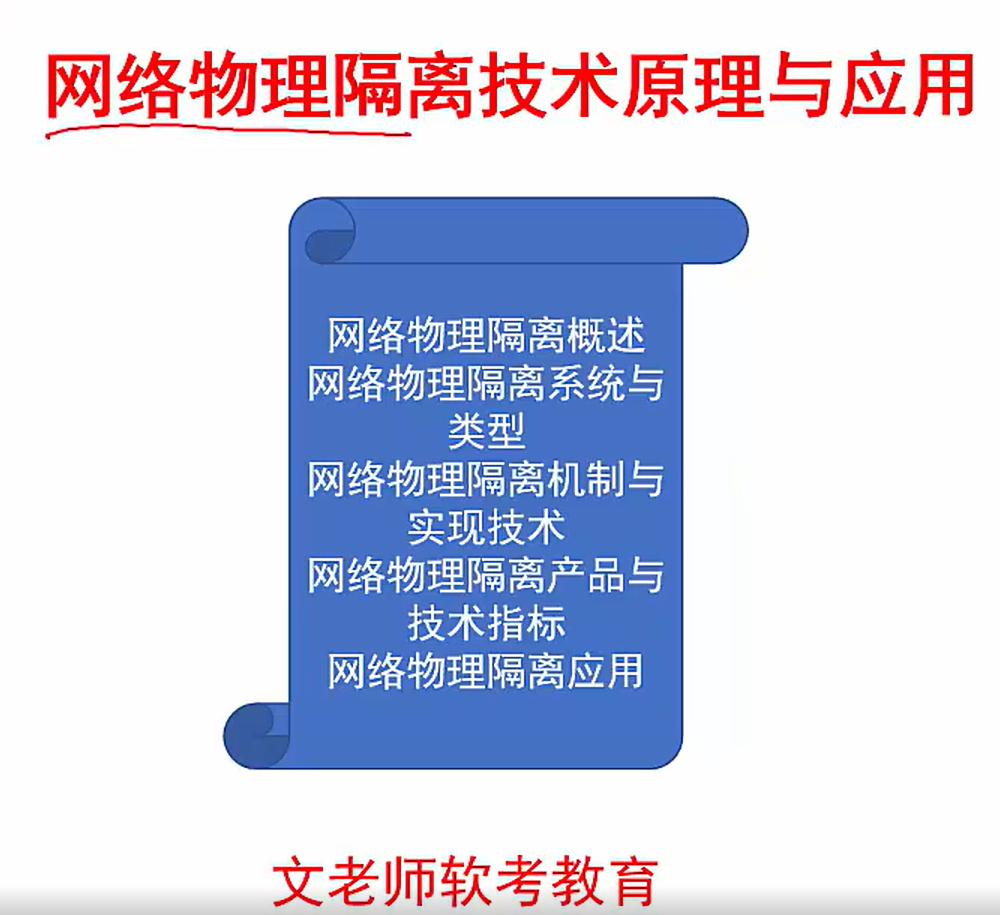 网络物理隔离技术原理与应用
网络物理隔离概述
网络物理隔离系统与
类型
网络物理隔离机制与
实现技术
网络物理隔离产品与
技术指标
网络物理隔离应用
文老师软考教育